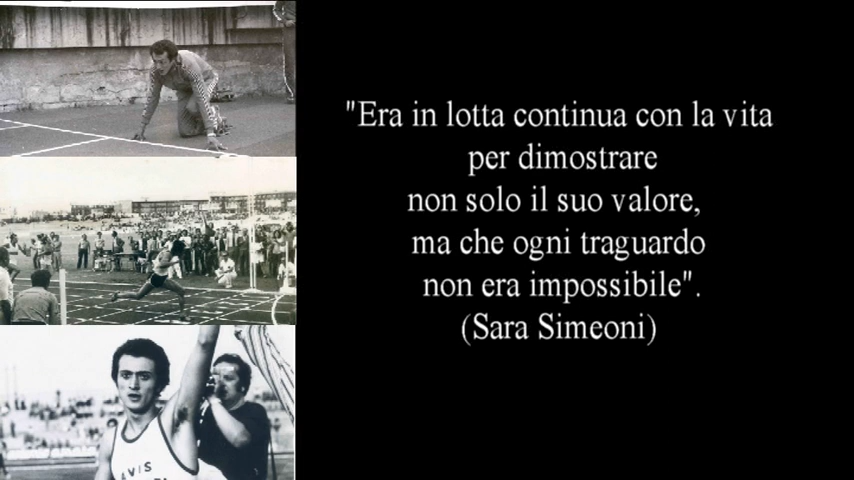 "Era in lotta continua con la vita
per dimostrare
non solo il suo valore,
ma che ogni traguardo
non era impossibile".
(Sara Simeoni)
AVIS